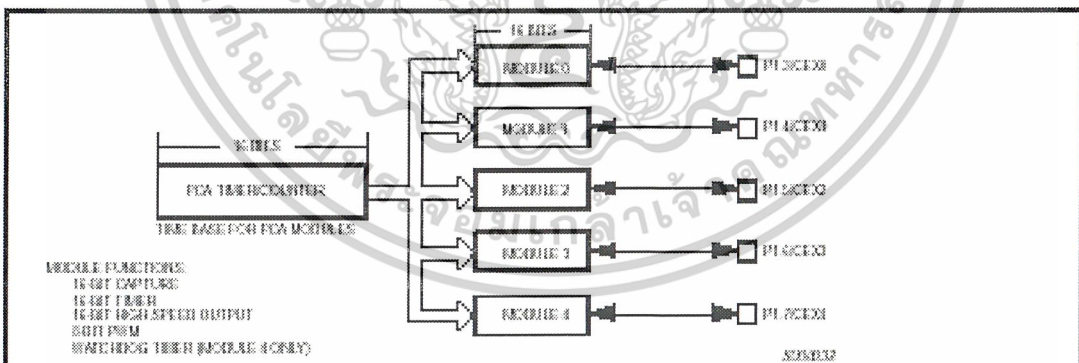 16 BITS
MODULE 0
P1.3/CEX0
MODULE 1
P1.4/CEX1
16 BITS
PCA TIMER/COUNTER
MODULE 2
P1.5/CEX2
TIME BASE FOR PCA MODULES
MODULE 3
P1.6/CEX3
MODULE FUNCTIONS:
16-BIT CAPTURE
16-BIT TIMER
16-BIT HIGH SPEED OUTPUT
8-BIT PWM
WATCHDOG TIMER (MODULE 4 ONLY)
MODULE 4
P1.7/CEX4